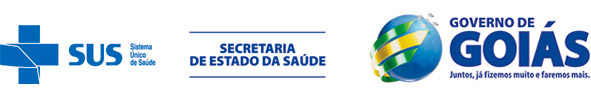 SUS
Sistema
Único
de Saúde
SECRETARIA
DE ESTADO DA SAÚDE
GOVERNO DE
GOIÁS
Juntos, já fizemos muito e faremos mais.